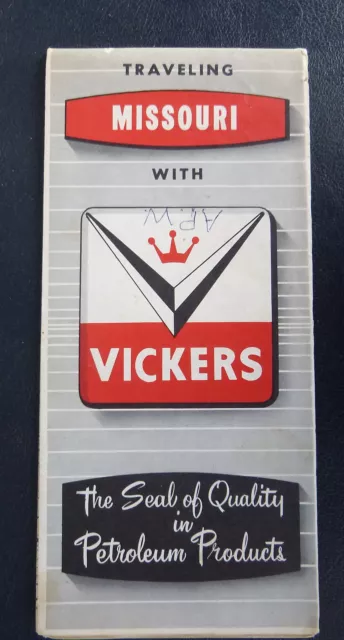 TRAVELING
MISSOURI
WITH
A.P.W.
VICKERS
The Seal of Quality
in
Petroleum Products